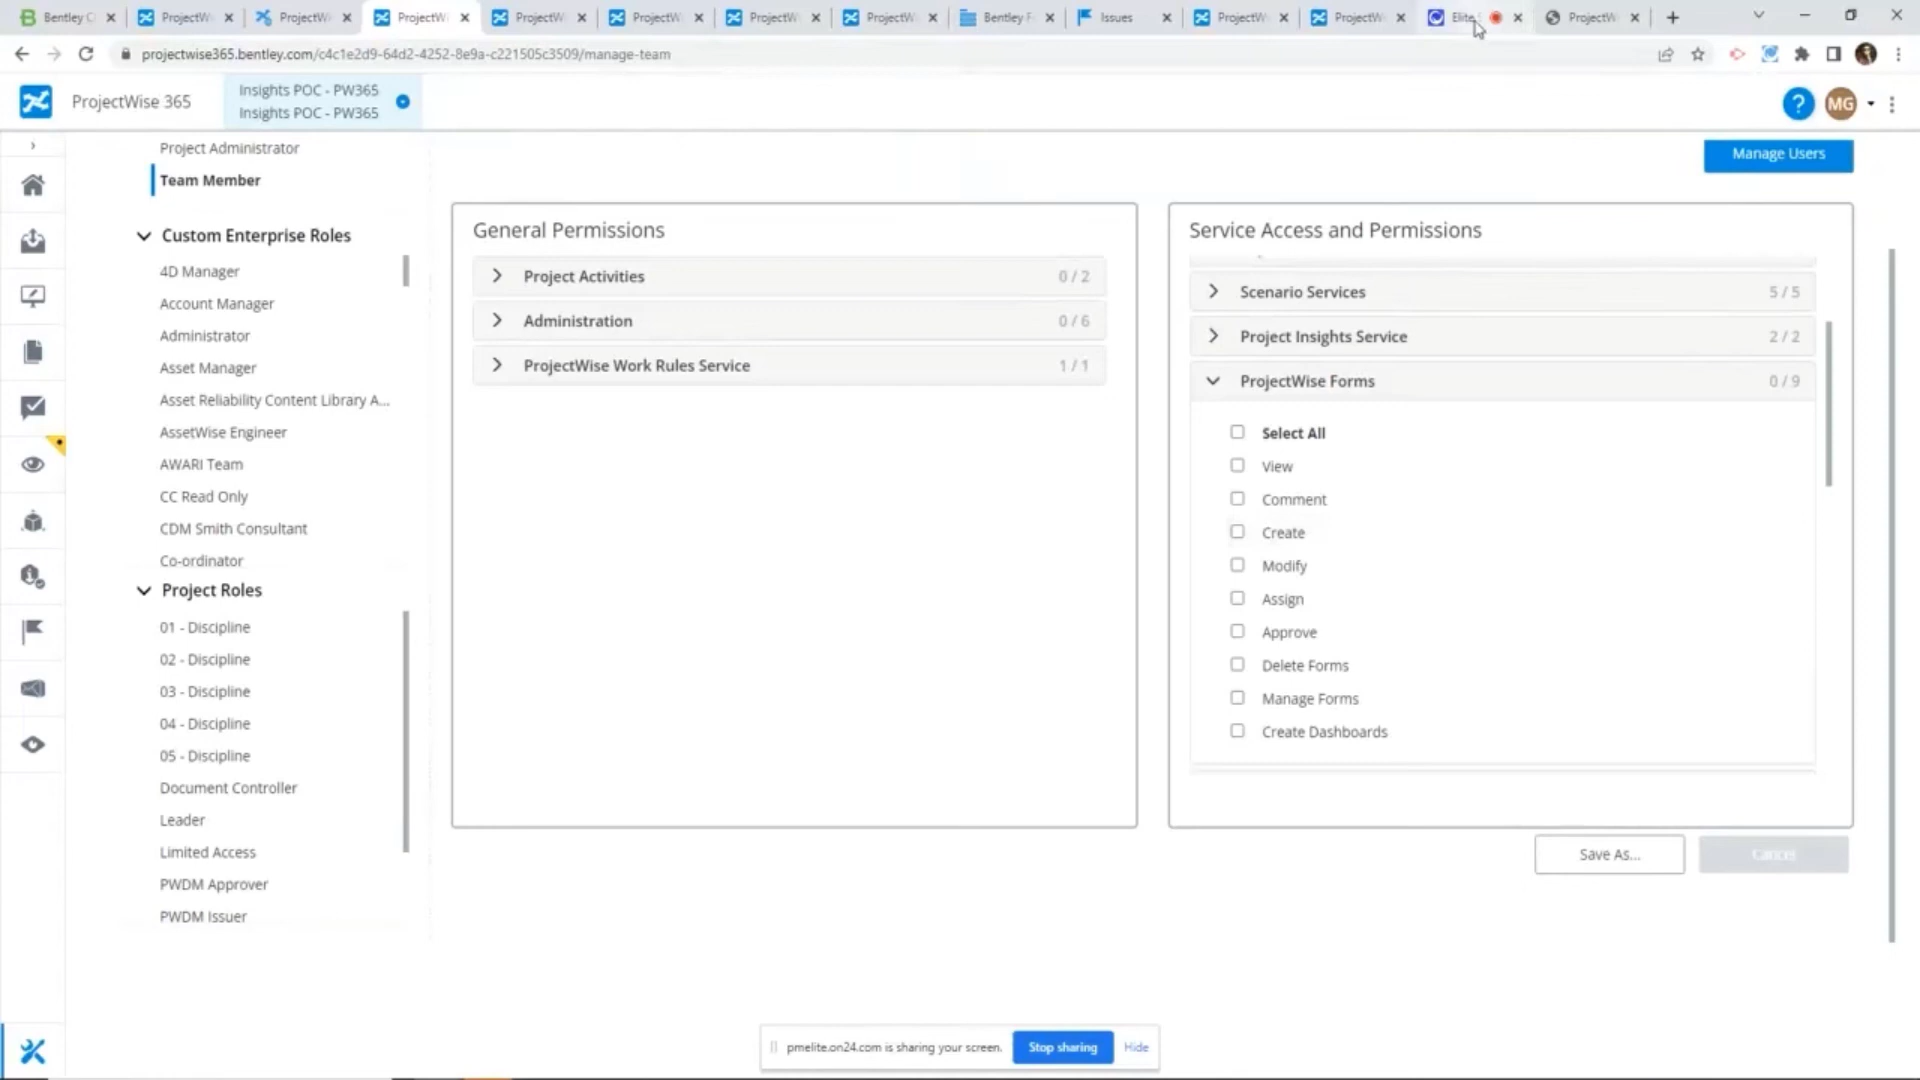 Bentley C
ProjectW
ProjectW
ProjectWi
ProjectW
ProjectW
ProjectW
ProjectW
Bentley F
Issues
ProjectW
ProjectW
Elite
ProjectW
projectwise365.bentley.com/c4c1e2d9-64d2-4252-8e9a-c221505c3509/manage-team
ProjectWise 365
Insights POC - PW365
Insights POC - PW365
?
MG
Project Administrator
Team Member
Manage Users
Custom Enterprise Roles
4D Manager
Account Manager
Administrator
Asset Manager
Asset Reliability Content Library A...
AssetWise Engineer
AWARI Team
CC Read Only
CDM Smith Consultant
Co-ordinator
Project Roles
01 - Discipline
02 - Discipline
03 - Discipline
04 - Discipline
05 - Discipline
Document Controller
Leader
Limited Access
PWDM Approver
PWDM Issuer
General Permissions
Project Activities 0 / 2
Administration 0 / 6
ProjectWise Work Rules Service 1 / 1
Service Access and Permissions
Scenario Services 5 / 5
Project Insights Service 2 / 2
ProjectWise Forms 0 / 9
Select All
View
Comment
Create
Modify
Assign
Approve
Delete Forms
Manage Forms
Create Dashboards
Save As...
Cancel
pmelite.on24.com is sharing your screen.
Stop sharing
Hide